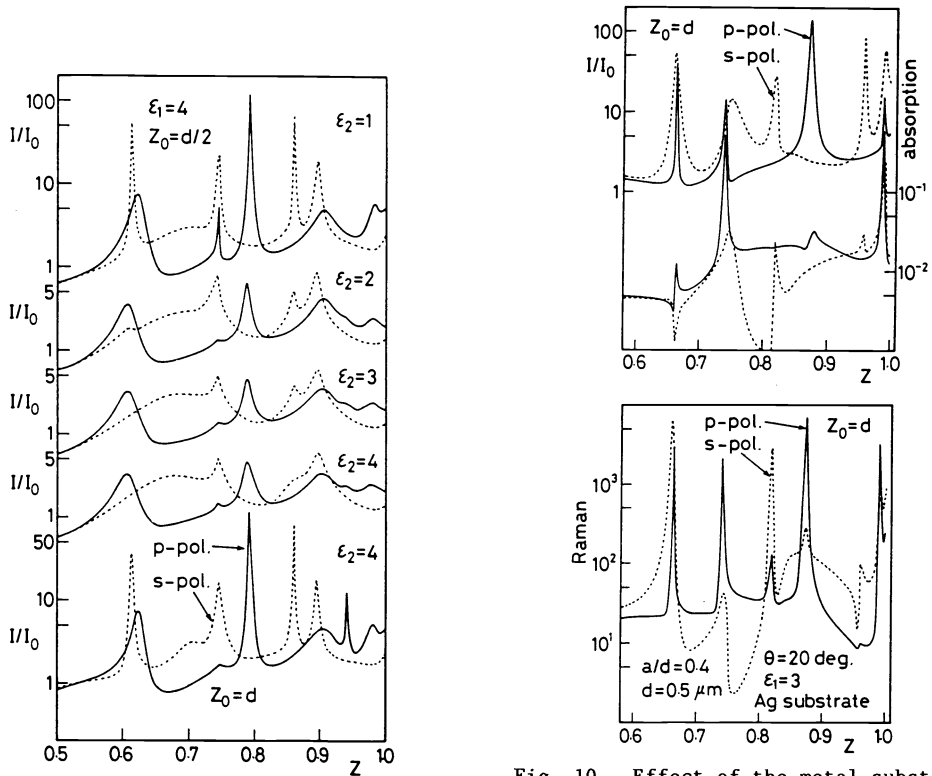 100
I/I₀
10
1
ε₁=4
Z₀=d/2
ε₂=1
5
I/I₀
1
ε₂=2
5
I/I₀
1
ε₂=3
5
I/I₀
1
ε₂=4
50
10
I/I₀
1
p-pol.
s-pol.
ε₂=4
Z₀=d
0.5 0.6 0.7 0.8 0.9 1.0
Z
100
I/I₀
10
1
Z₀=d
p-pol.
s-pol.
absorption
10⁻¹
10⁻²
0.6 0.7 0.8 0.9 1.0
Z
p-pol.
s-pol.
Z₀=d
Raman
10³
10²
10¹
a/d=0.4
d=0.5 μm
θ=20 deg.
ε₁=3
Ag substrate
0.6 0.7 0.8 0.9 1.0
Z
Fig. 10 Effect of the metal subst